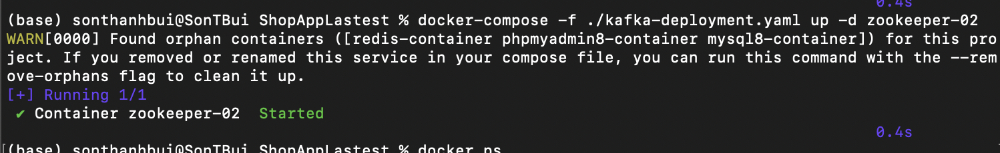 0.4s
(base) sonthanhbui@SonTBui ShopAppLastest % docker-compose -f ./kafka-deployment.yaml up -d zookeeper-02
WARN[0000] Found orphan containers ([redis-container phpmyadmin8-container mysql8-container]) for this pro
ject. If you removed or renamed this service in your compose file, you can run this command with the --rem
ove-orphans flag to clean it up.
[+] Running 1/1
✔ Container zookeeper-02  Started
0.4s
[(base) sonthanhbui@SonTBui ShopAppLastest % docker ps